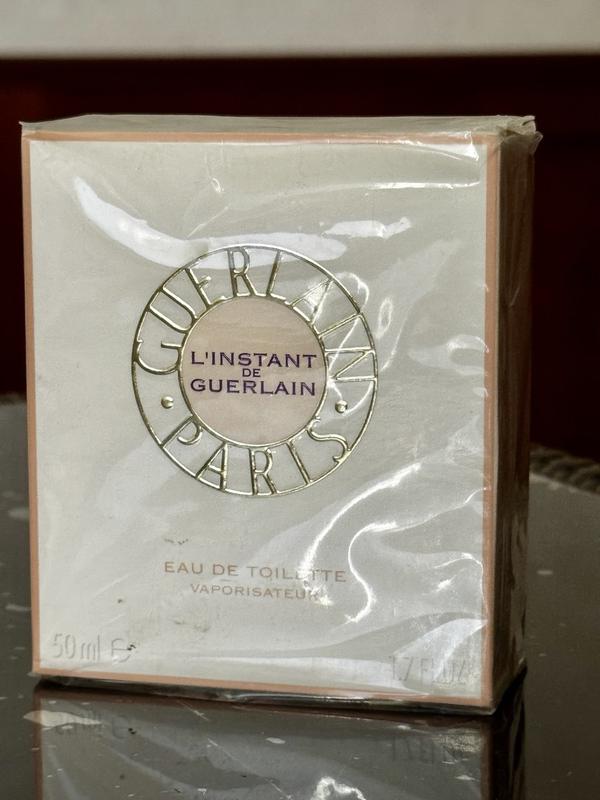 GUERLAIN
L'INSTANT
DE
GUERLAIN
• PARIS •
EAU DE TOILETTE
VAPORISATEUR
50 ml ℮
1.7 FL.OZ